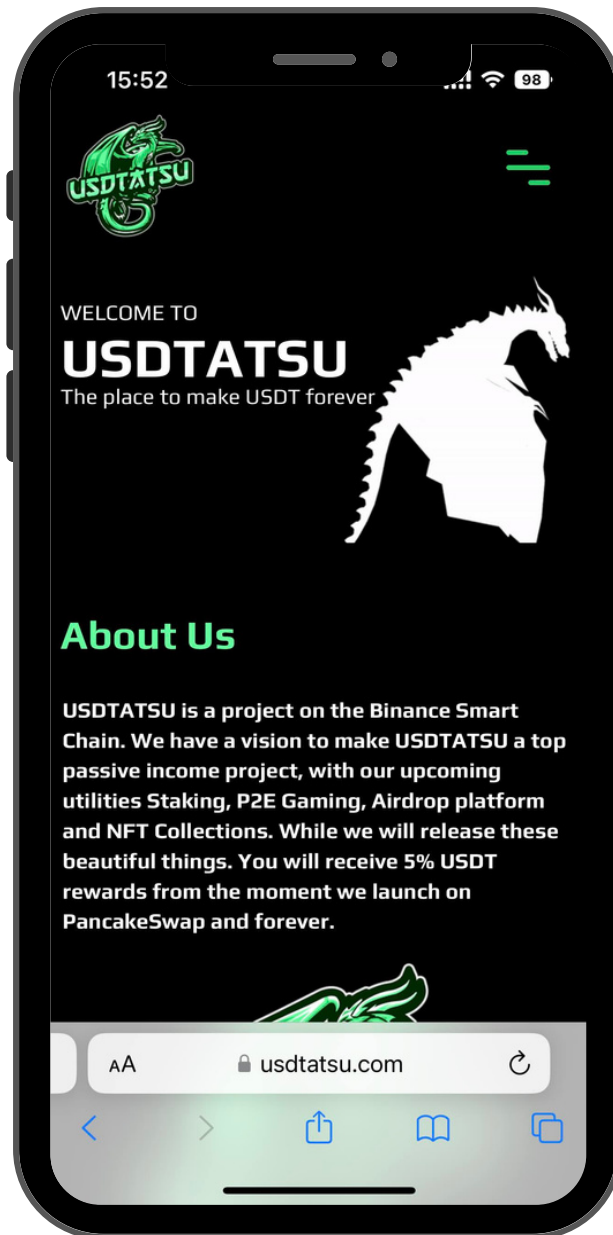 15:52
98
USDTATSU
WELCOME TO
USDTATSU
The place to make USDT forever
About Us
USDTATSU is a project on the Binance Smart
Chain. We have a vision to make USDTATSU a top
passive income project, with our upcoming
utilities Staking, P2E Gaming, Airdrop platform
and NFT Collections. While we will release these
beautiful things. You will receive 5% USDT
rewards from the moment we launch on
PancakeSwap and forever.
AA
usdtatsu.com